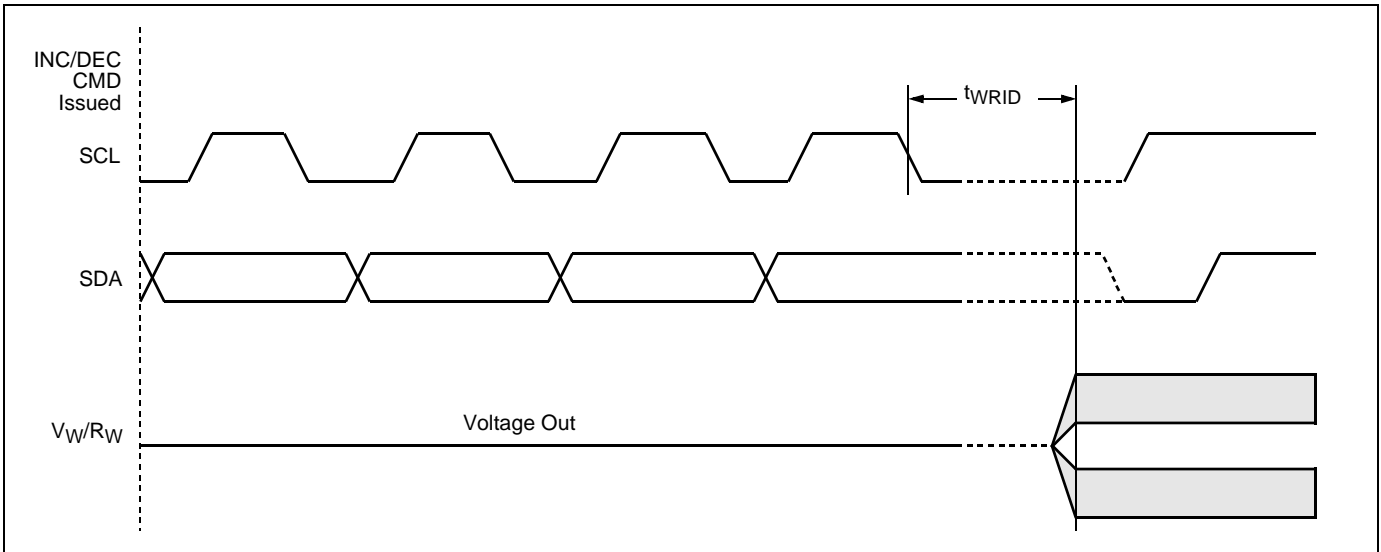 INC/DEC
CMD
Issued
tWRID
SCL
SDA
Voltage Out
VW/RW